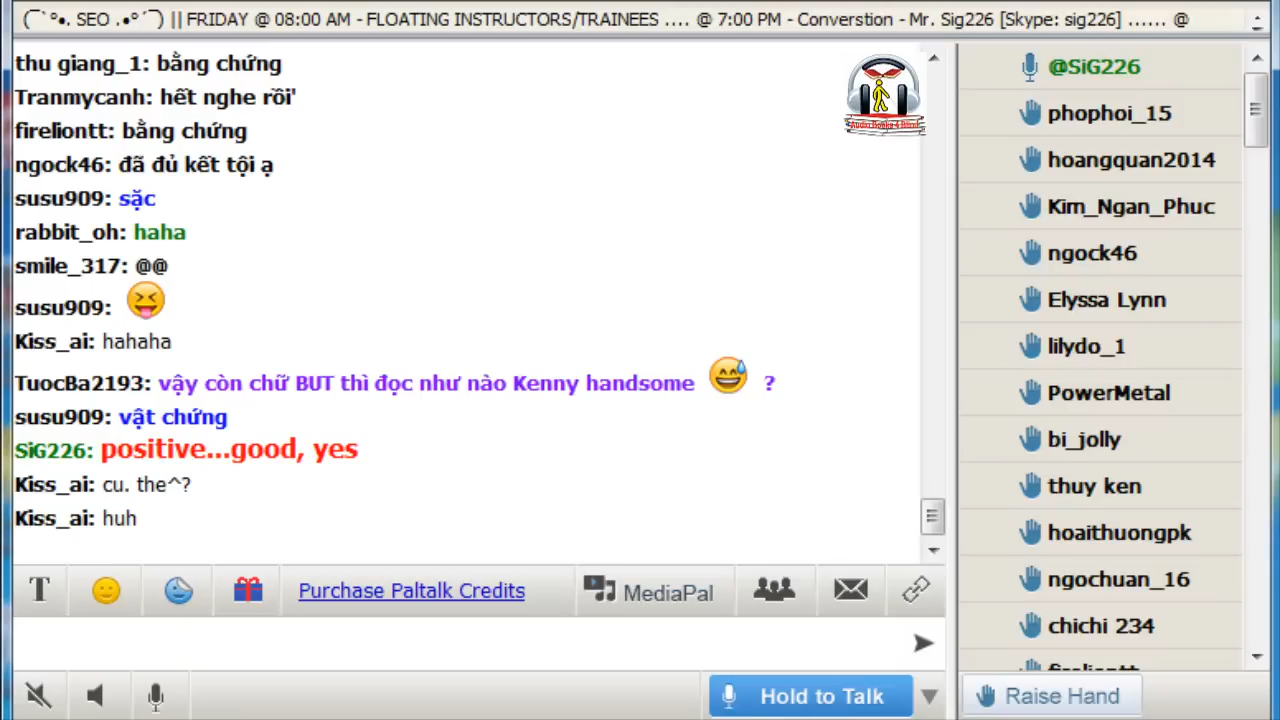 (¯`°•. SEO .•°´¯) || FRIDAY @ 08:00 AM - FLOATING INSTRUCTORS/TRAINEES .... @ 7:00 PM - Converstion - Mr. Sig226 [Skype: sig226] ...... @
thu giang_1: bằng chứng
Tranmycanh: hết nghe rồi'
fireliontt: bằng chứng
ngock46: đã đủ kết tội ạ
susu909: sặc
rabbit_oh: haha
smile_317: @@
susu909:
Kiss_ai: hahaha
TuocBa2193: vậy còn chữ BUT thì đọc như nào Kenny handsome ?
susu909: vật chứng
SiG226: positive...good, yes
Kiss_ai: cu. the^?
Kiss_ai: huh
T
Purchase Paltalk Credits
MediaPal
Hold to Talk
@SiG226
phophoi_15
hoangquan2014
Kim_Ngan_Phuc
ngock46
Elyssa Lynn
lilydo_1
PowerMetal
bi_jolly
thuy ken
hoaithuongpk
ngochuan_16
chichi 234
fireliontt
Raise Hand